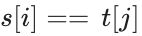 s[i] == t[j]